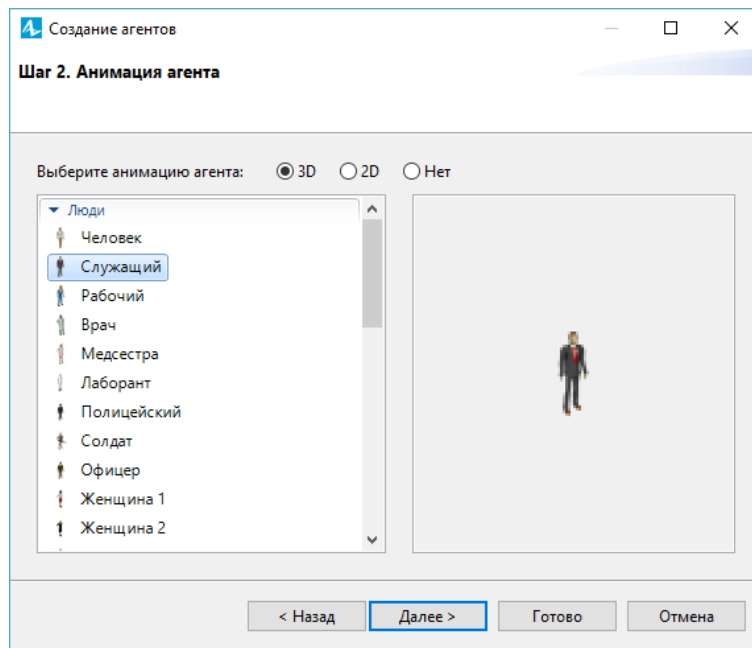 Создание агентов
Шаг 2. Анимация агента
Выберите анимацию агента: 3D 2D Нет
Люди
Человек
Служащий
Рабочий
Врач
Медсестра
Лаборант
Полицейский
Солдат
Офицер
Женщина 1
Женщина 2
< Назад Далее > Готово Отмена